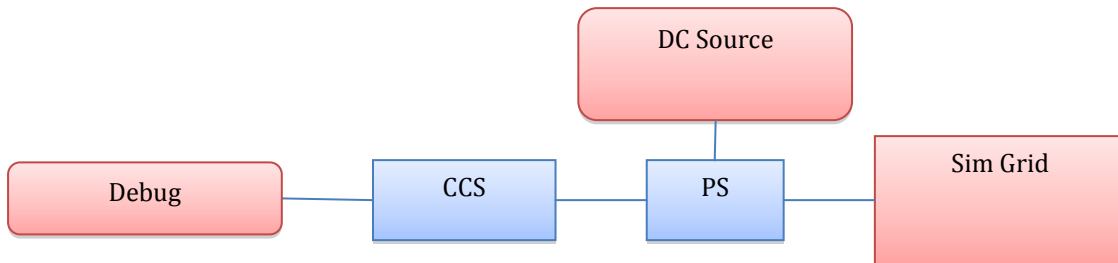 DC Source
Debug
CCS
PS
Sim Grid